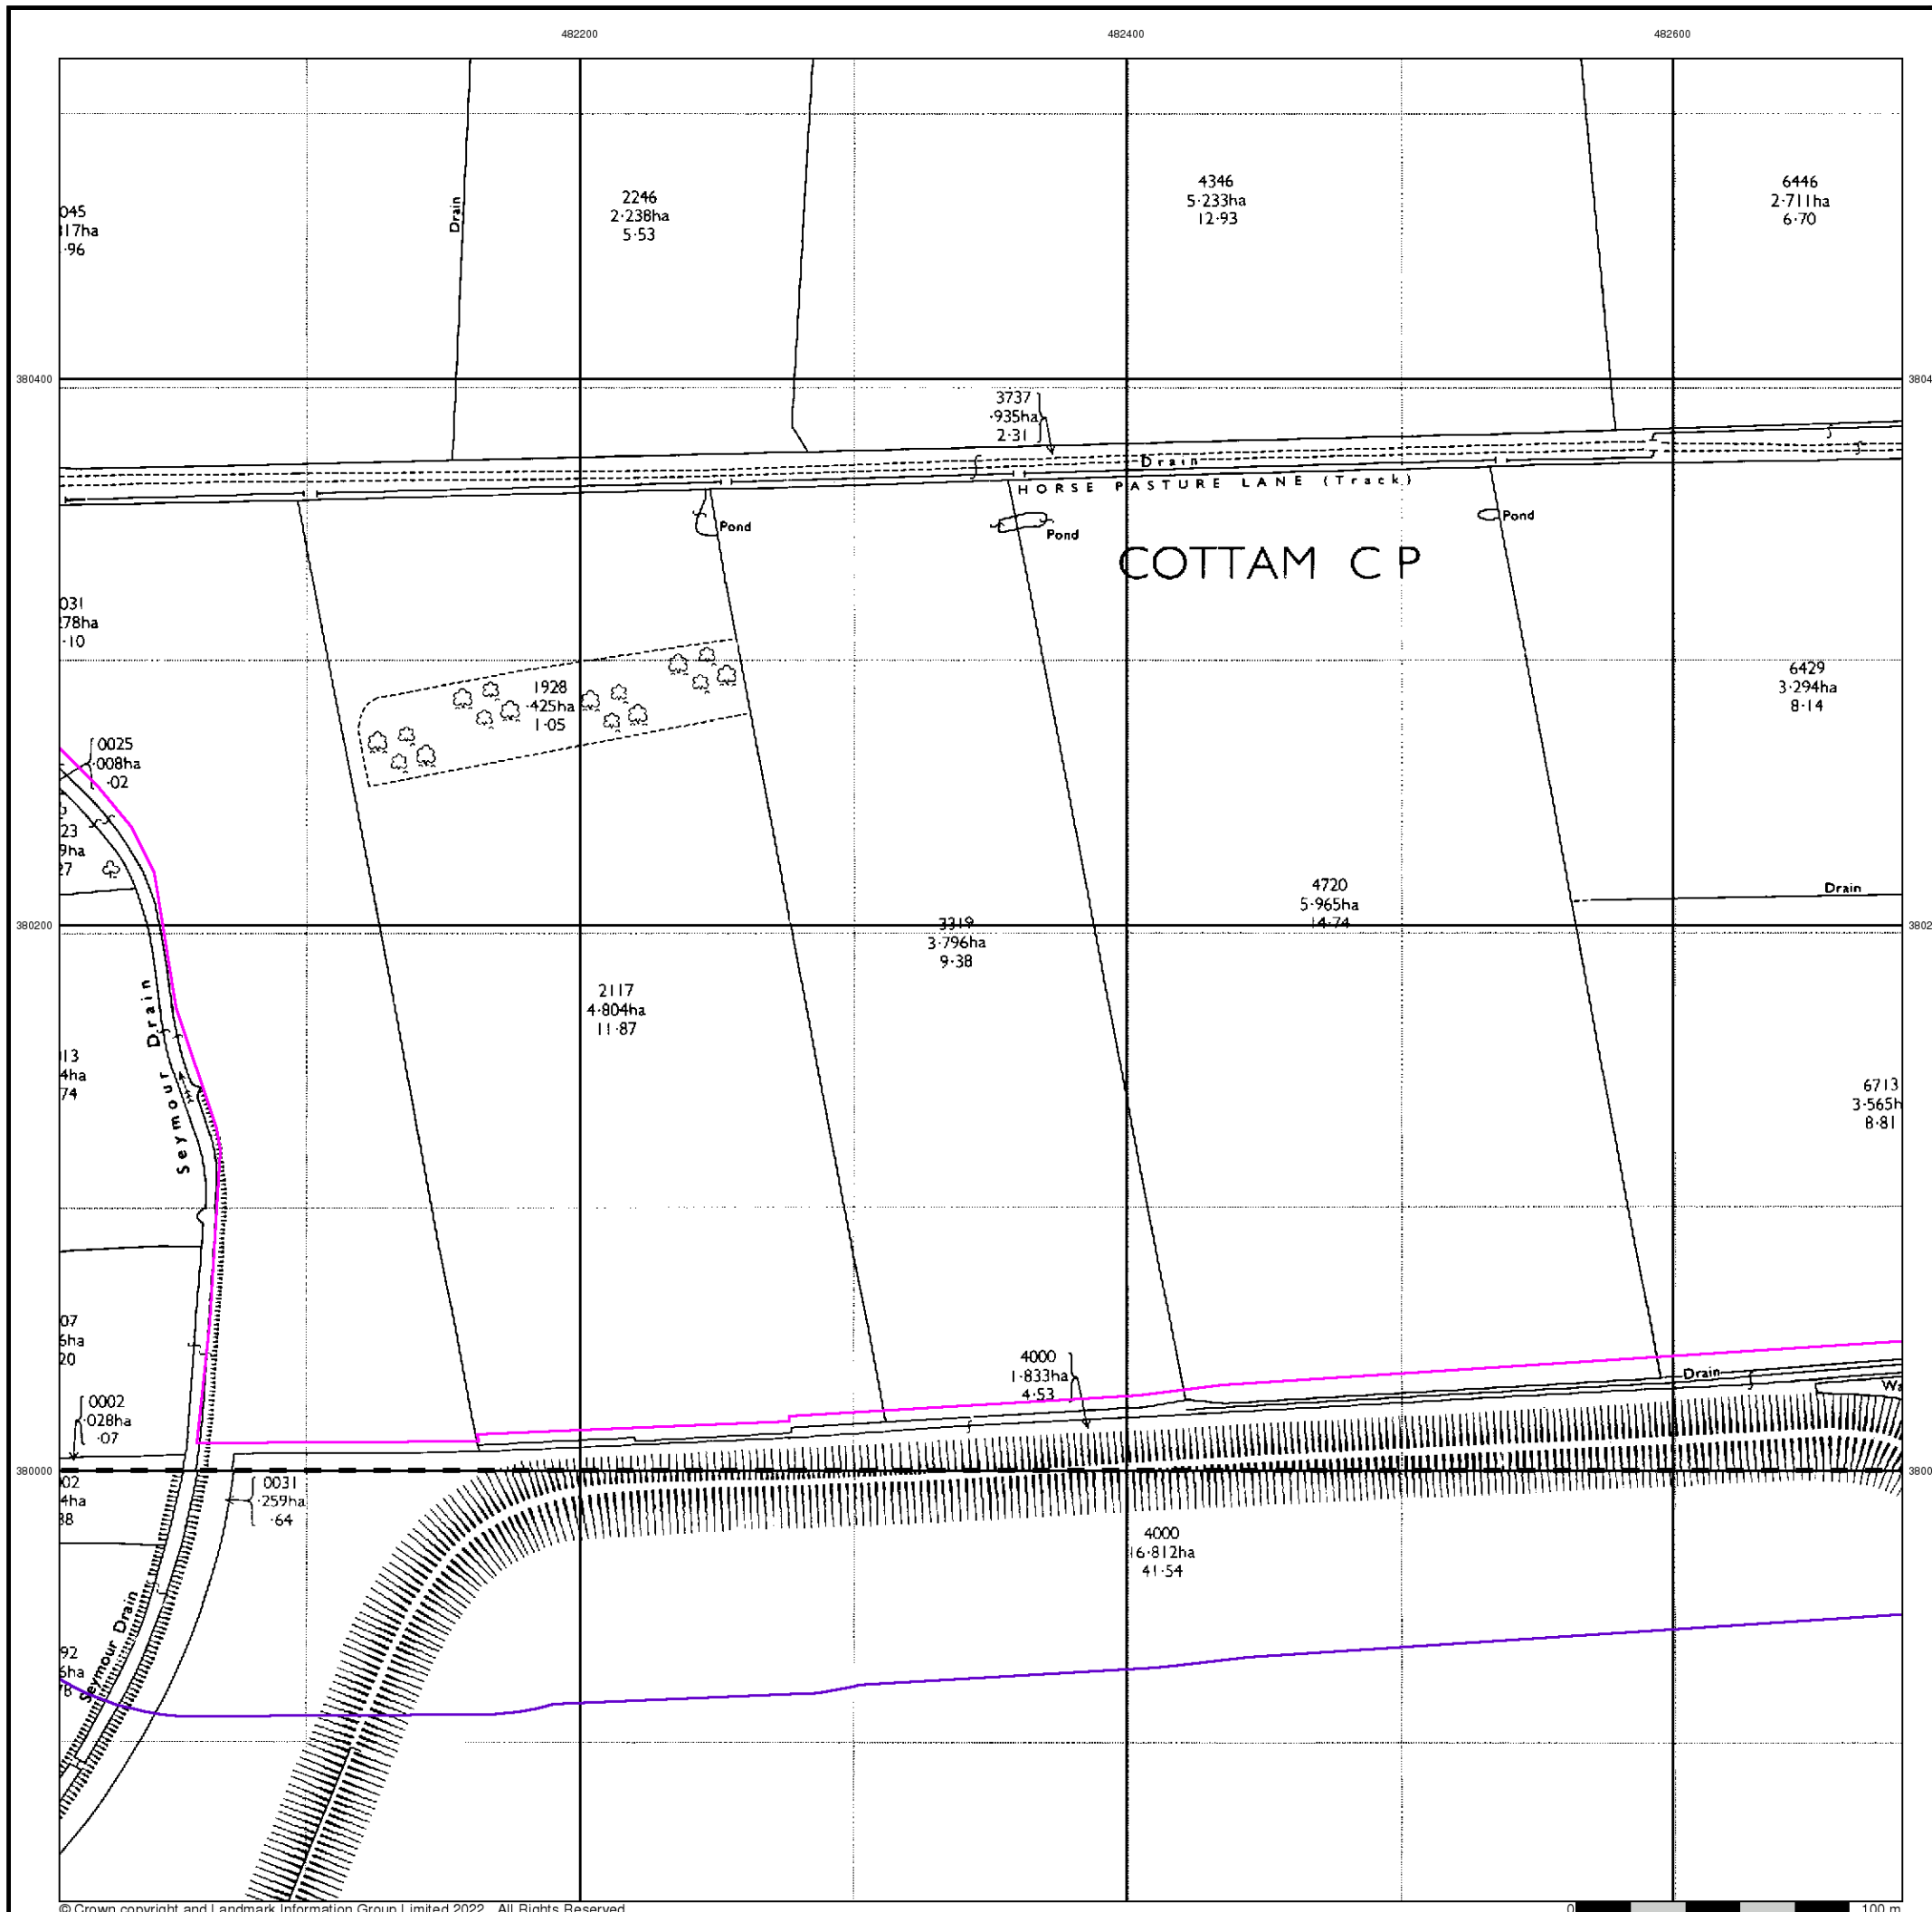 482200
482400
482600
2246
2·238ha
5·53
4346
5·233ha
12·93
6446
2·711ha
6·70
045
·96
Drain
380400
3737
·935ha
2·31
Drain
HORSE PASTURE LANE (Track)
Pond
Pond
Pond
COTTAM C P
031
78ha
·10
1928
·425ha
1·05
6429
3·294ha
8·14
0025
·008ha
·02
23
9ha
27
4720
5·965ha
14·74
Drain
380200
3319
3·796ha
9·38
2117
4·804ha
11·87
Seymour Drain
13
4ha
74
6713
3·565h
8·81
07
6ha
20
4000
1·833ha
4·53
Drain
Wa
0002
·028ha
·07
380000
02
4ha
38
0031
·259ha
·64
4000
16·812ha
41·54
92
6ha
78
Seymour Drain
© Crown copyright and Landmark Information Group Limited 2022. All Rights Reserved.
0 100 m